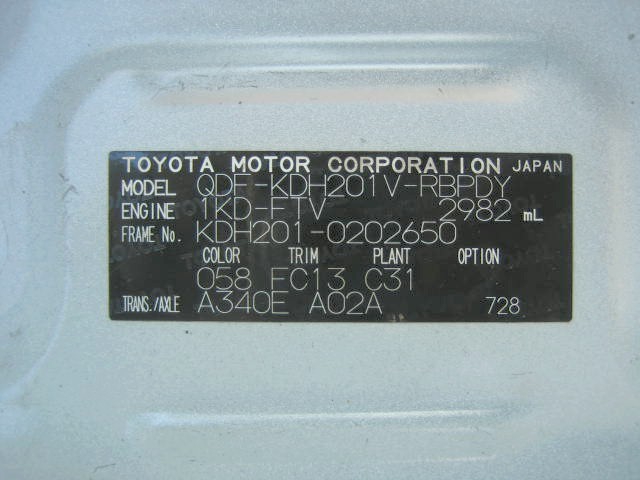 TOYOTA MOTOR CORPORATION JAPAN
MODEL QDF-KDH201V-RBPDY
ENGINE 1KD-FTV 2982 mL
FRAME No. KDH201-0202650
COLOR TRIM PLANT OPTION
058 FC13 C31
TRANS./AXLE A340E A02A 728